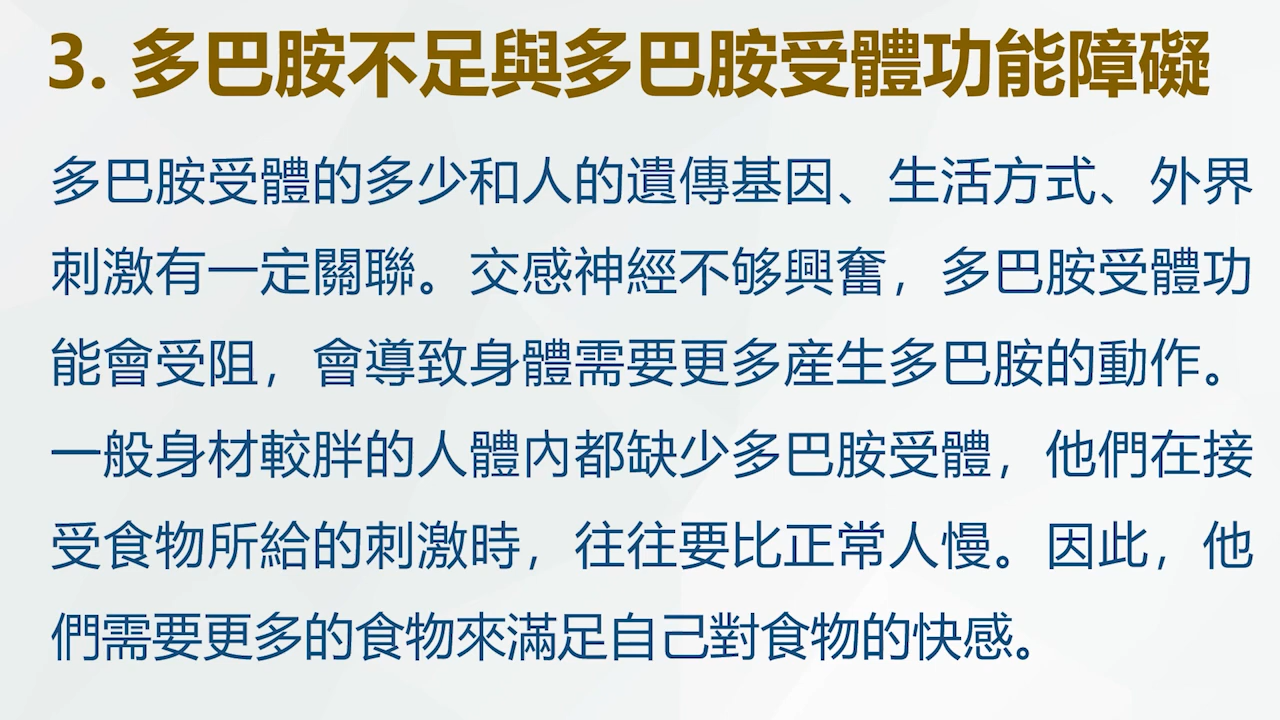 3. 多巴胺不足與多巴胺受體功能障礙
多巴胺受體的多少和人的遺傳基因、生活方式、外界
刺激有一定關聯。交感神經不够興奮，多巴胺受體功
能會受阻，會導致身體需要更多産生多巴胺的動作。
一般身材較胖的人體内都缺少多巴胺受體，他們在接
受食物所給的刺激時，往往要比正常人慢。因此，他
們需要更多的食物來滿足自己對食物的快感。